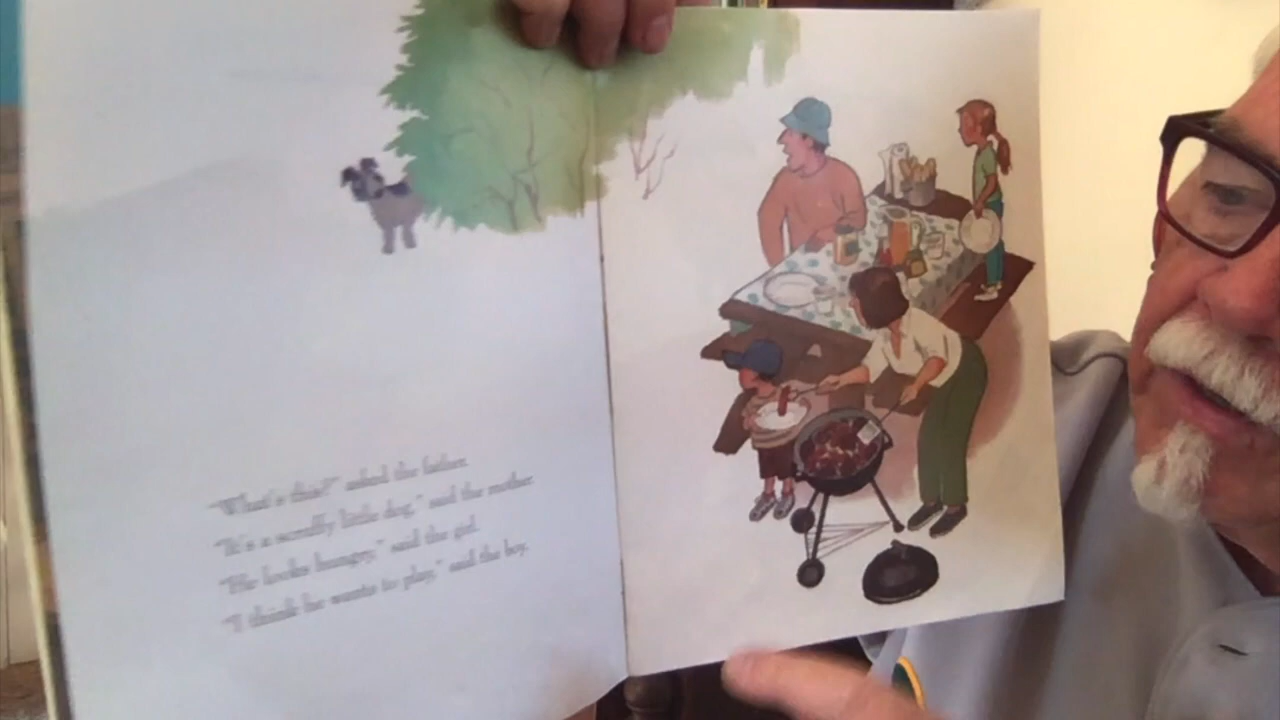 "What's this?" asked the father.
"It's a scruffy little dog," said the mother.
"He looks hungry," said the girl.
"I think he wants to play," said the boy.